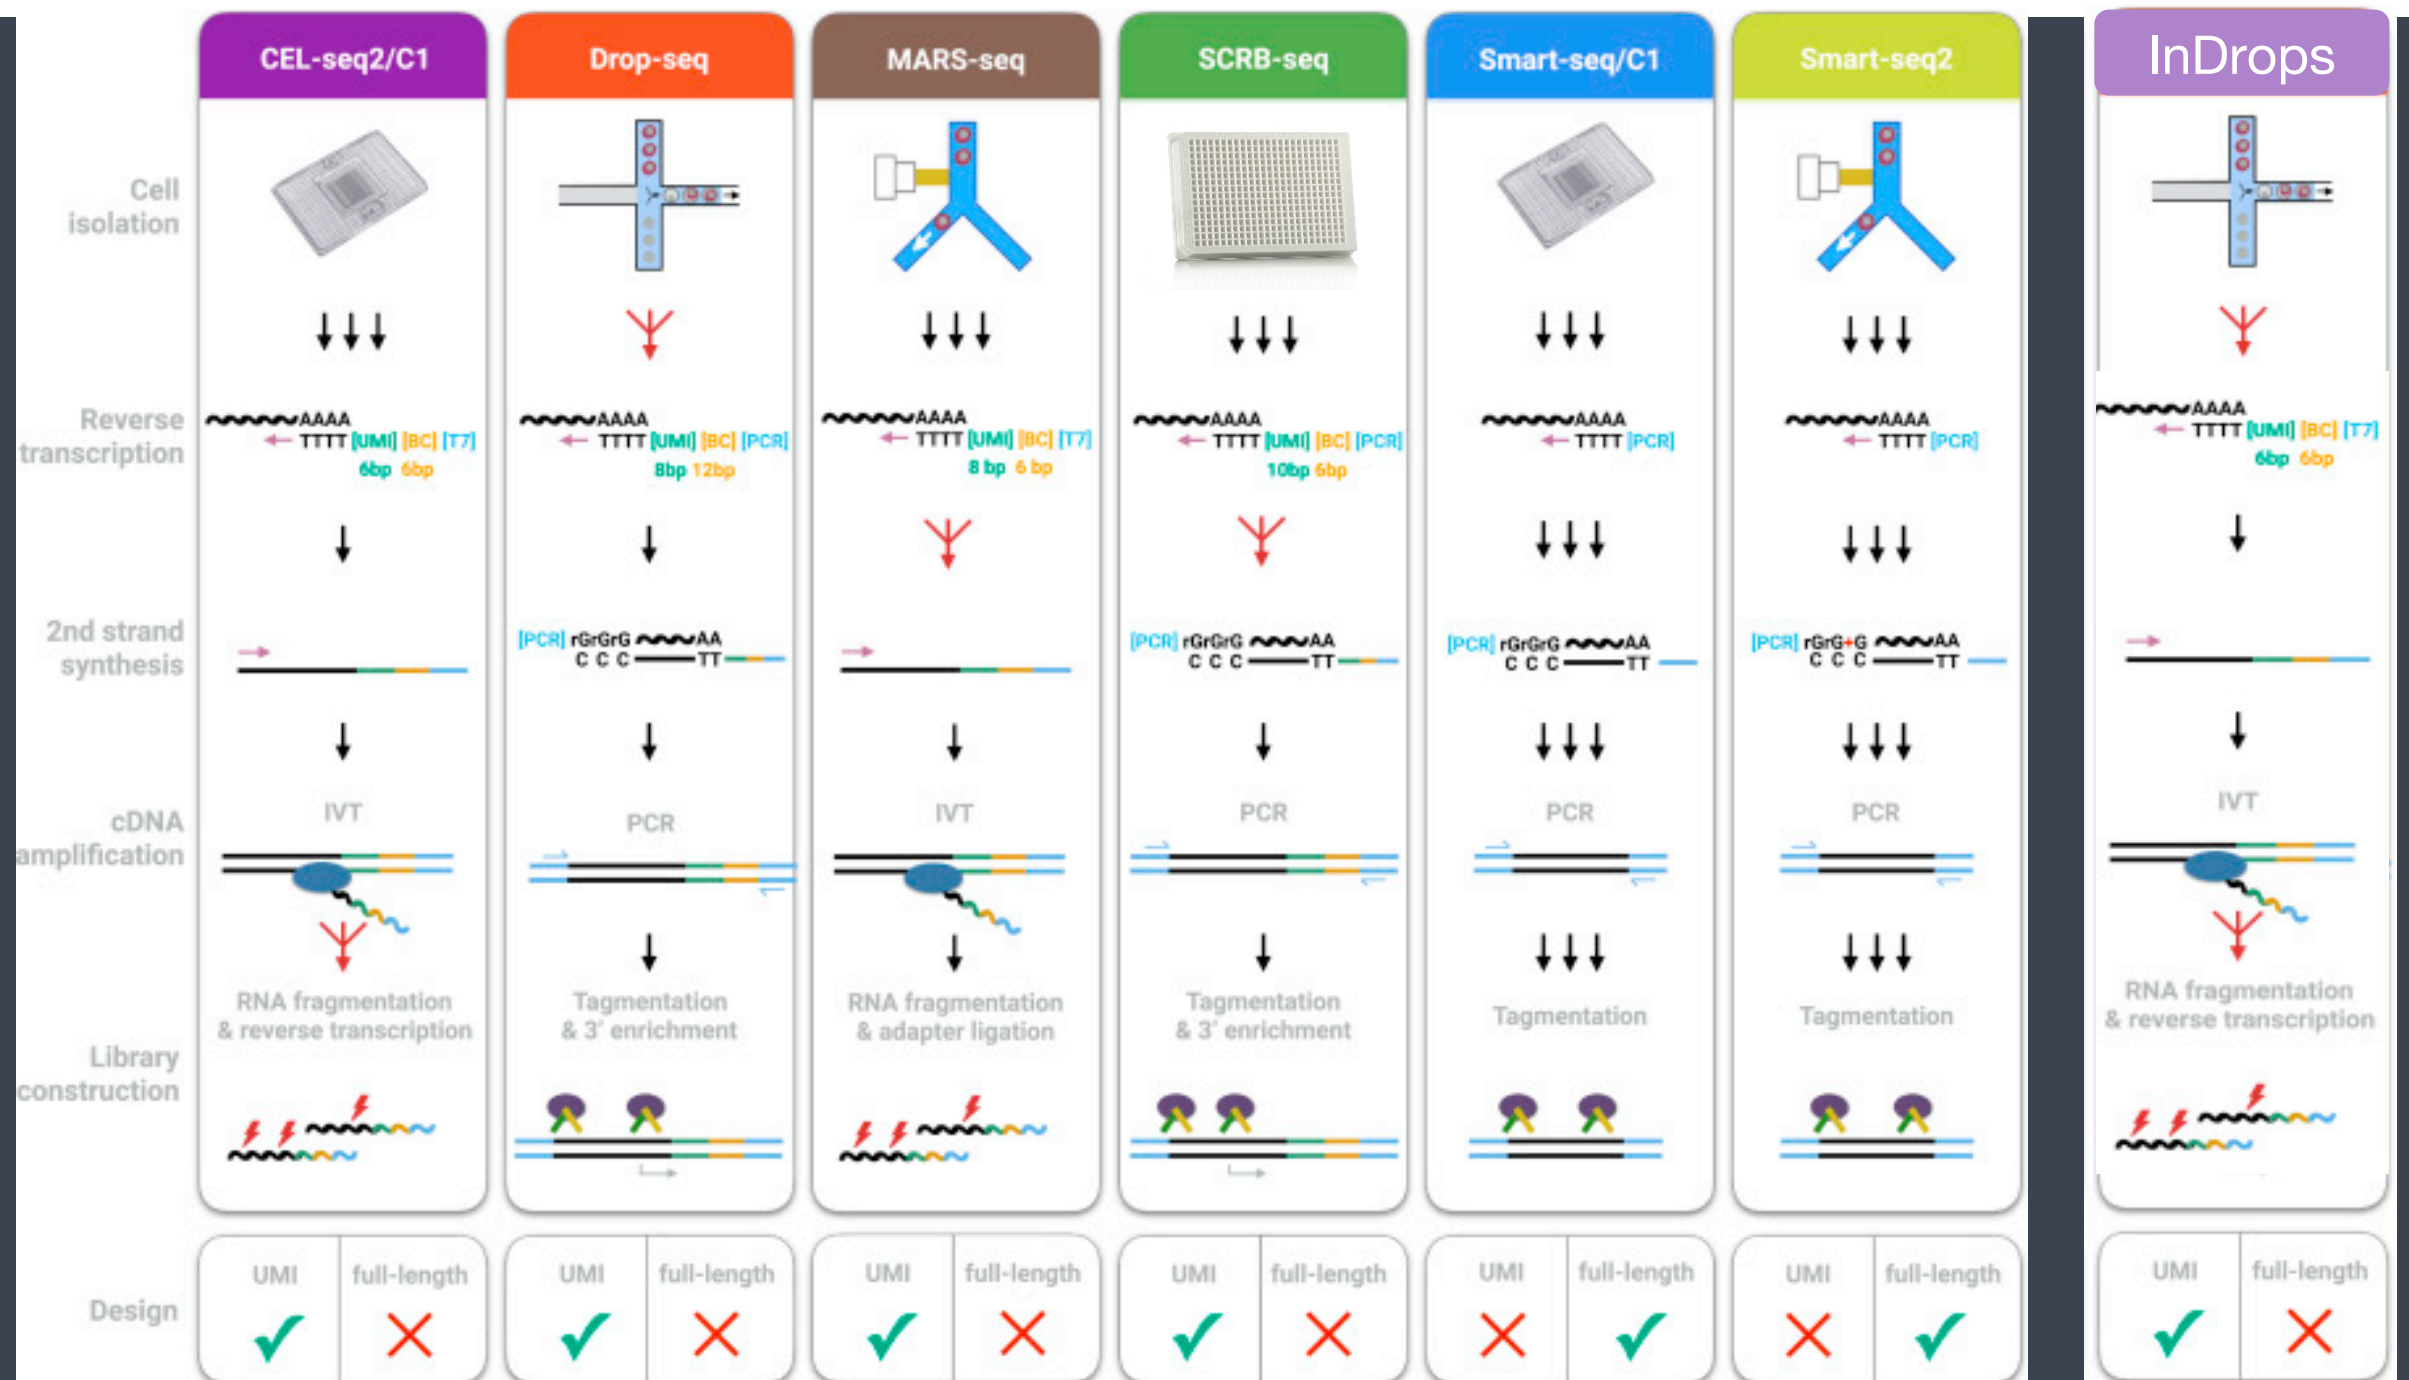 CEL-seq2/C1
Drop-seq
MARS-seq
SCRB-seq
Smart-seq/C1
Smart-seq2
InDrops
Cell
isolation
Reverse
transcription
AAAA
TTTT [UMI] [BC] [T7]
6bp 6bp
AAAA
TTTT [UMI] [BC] [PCR]
8bp 12bp
AAAA
TTTT [UMI] [BC] [T7]
8 bp 6 bp
AAAA
TTTT [UMI] [BC] [PCR]
10bp 6bp
AAAA
TTTT [PCR]
AAAA
TTTT [PCR]
AAAA
TTTT [UMI] [BC] [T7]
6bp 6bp
2nd strand
synthesis
[PCR] rGrGrG AA
C C C TT
[PCR] rGrGrG AA
C C C TT
[PCR] rGrGrG AA
C C C TT
[PCR] rGrG+G AA
C C C TT
cDNA
amplification
IVT
PCR
IVT
PCR
PCR
PCR
IVT
Library
construction
RNA fragmentation
& reverse transcription
Tagmentation
& 3' enrichment
RNA fragmentation
& adapter ligation
Tagmentation
& 3' enrichment
Tagmentation
Tagmentation
RNA fragmentation
& reverse transcription
Design
UMI full-length
UMI full-length
UMI full-length
UMI full-length
UMI full-length
UMI full-length
UMI full-length